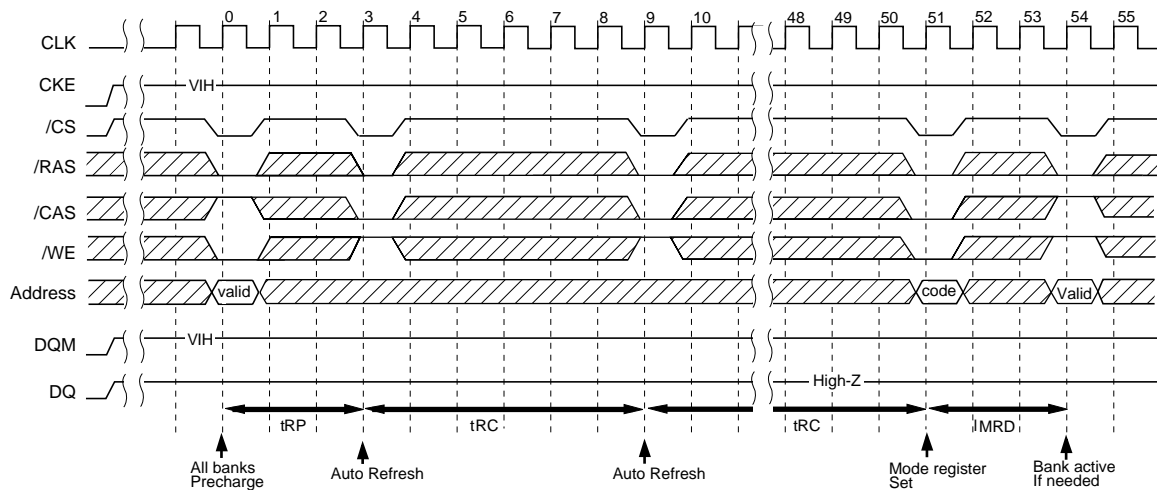 0 1 2 3 4 5 6 7 8 9 10 48 49 50 51 52 53 54 55
CLK
CKE VIH
/CS
/RAS
/CAS
/WE
Address valid code Valid
DQM VIH
DQ High-Z
tRP tRC tRC lMRD
All banks
Precharge
Auto Refresh
Auto Refresh
Mode register
Set
Bank active
If needed